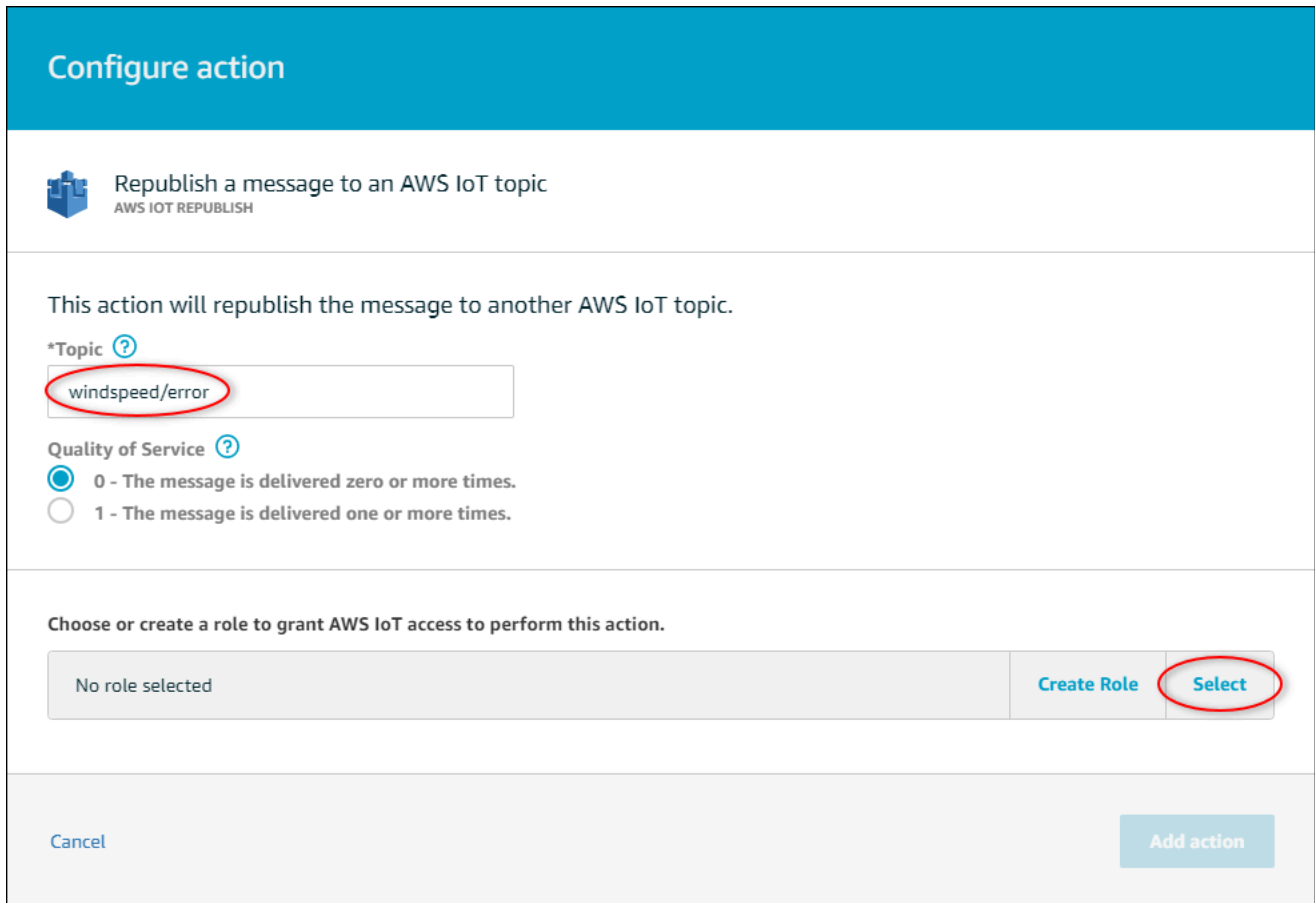 Configure action
Republish a message to an AWS IoT topic
AWS IOT REPUBLISH
This action will republish the message to another AWS IoT topic.
*Topic ?
windspeed/error
Quality of Service ?
0 - The message is delivered zero or more times.
1 - The message is delivered one or more times.
Choose or create a role to grant AWS IoT access to perform this action.
No role selected Create Role Select
Cancel Add action